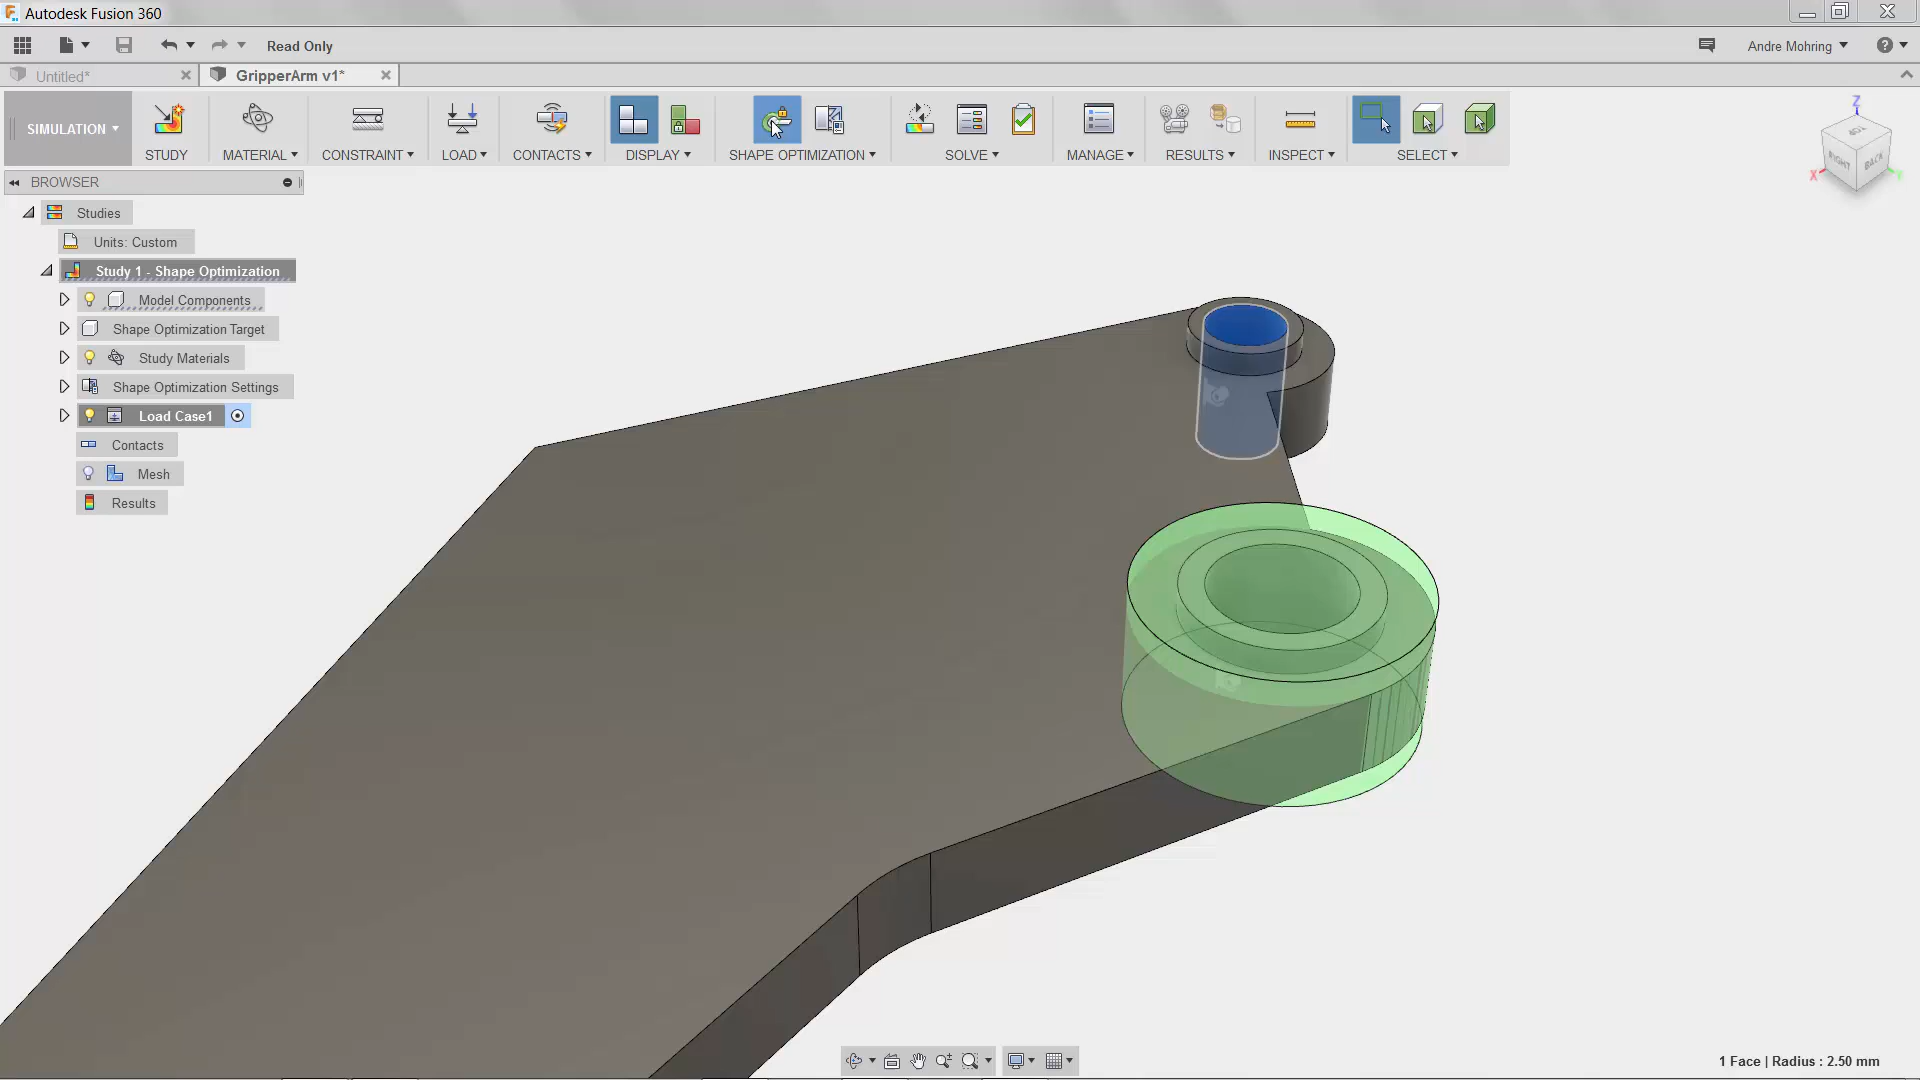 Autodesk Fusion 360
Read Only
Andre Mohring
Untitled*
GripperArm v1*
SIMULATION
STUDY
MATERIAL
CONSTRAINT
LOAD
CONTACTS
DISPLAY
SHAPE OPTIMIZATION
SOLVE
MANAGE
RESULTS
INSPECT
SELECT
BROWSER
Studies
Units: Custom
Study 1 - Shape Optimization
Model Components
Shape Optimization Target
Study Materials
Shape Optimization Settings
Load Case1
Contacts
Mesh
Results
Z
RIGHT
BACK
X
1 Face | Radius : 2.50 mm